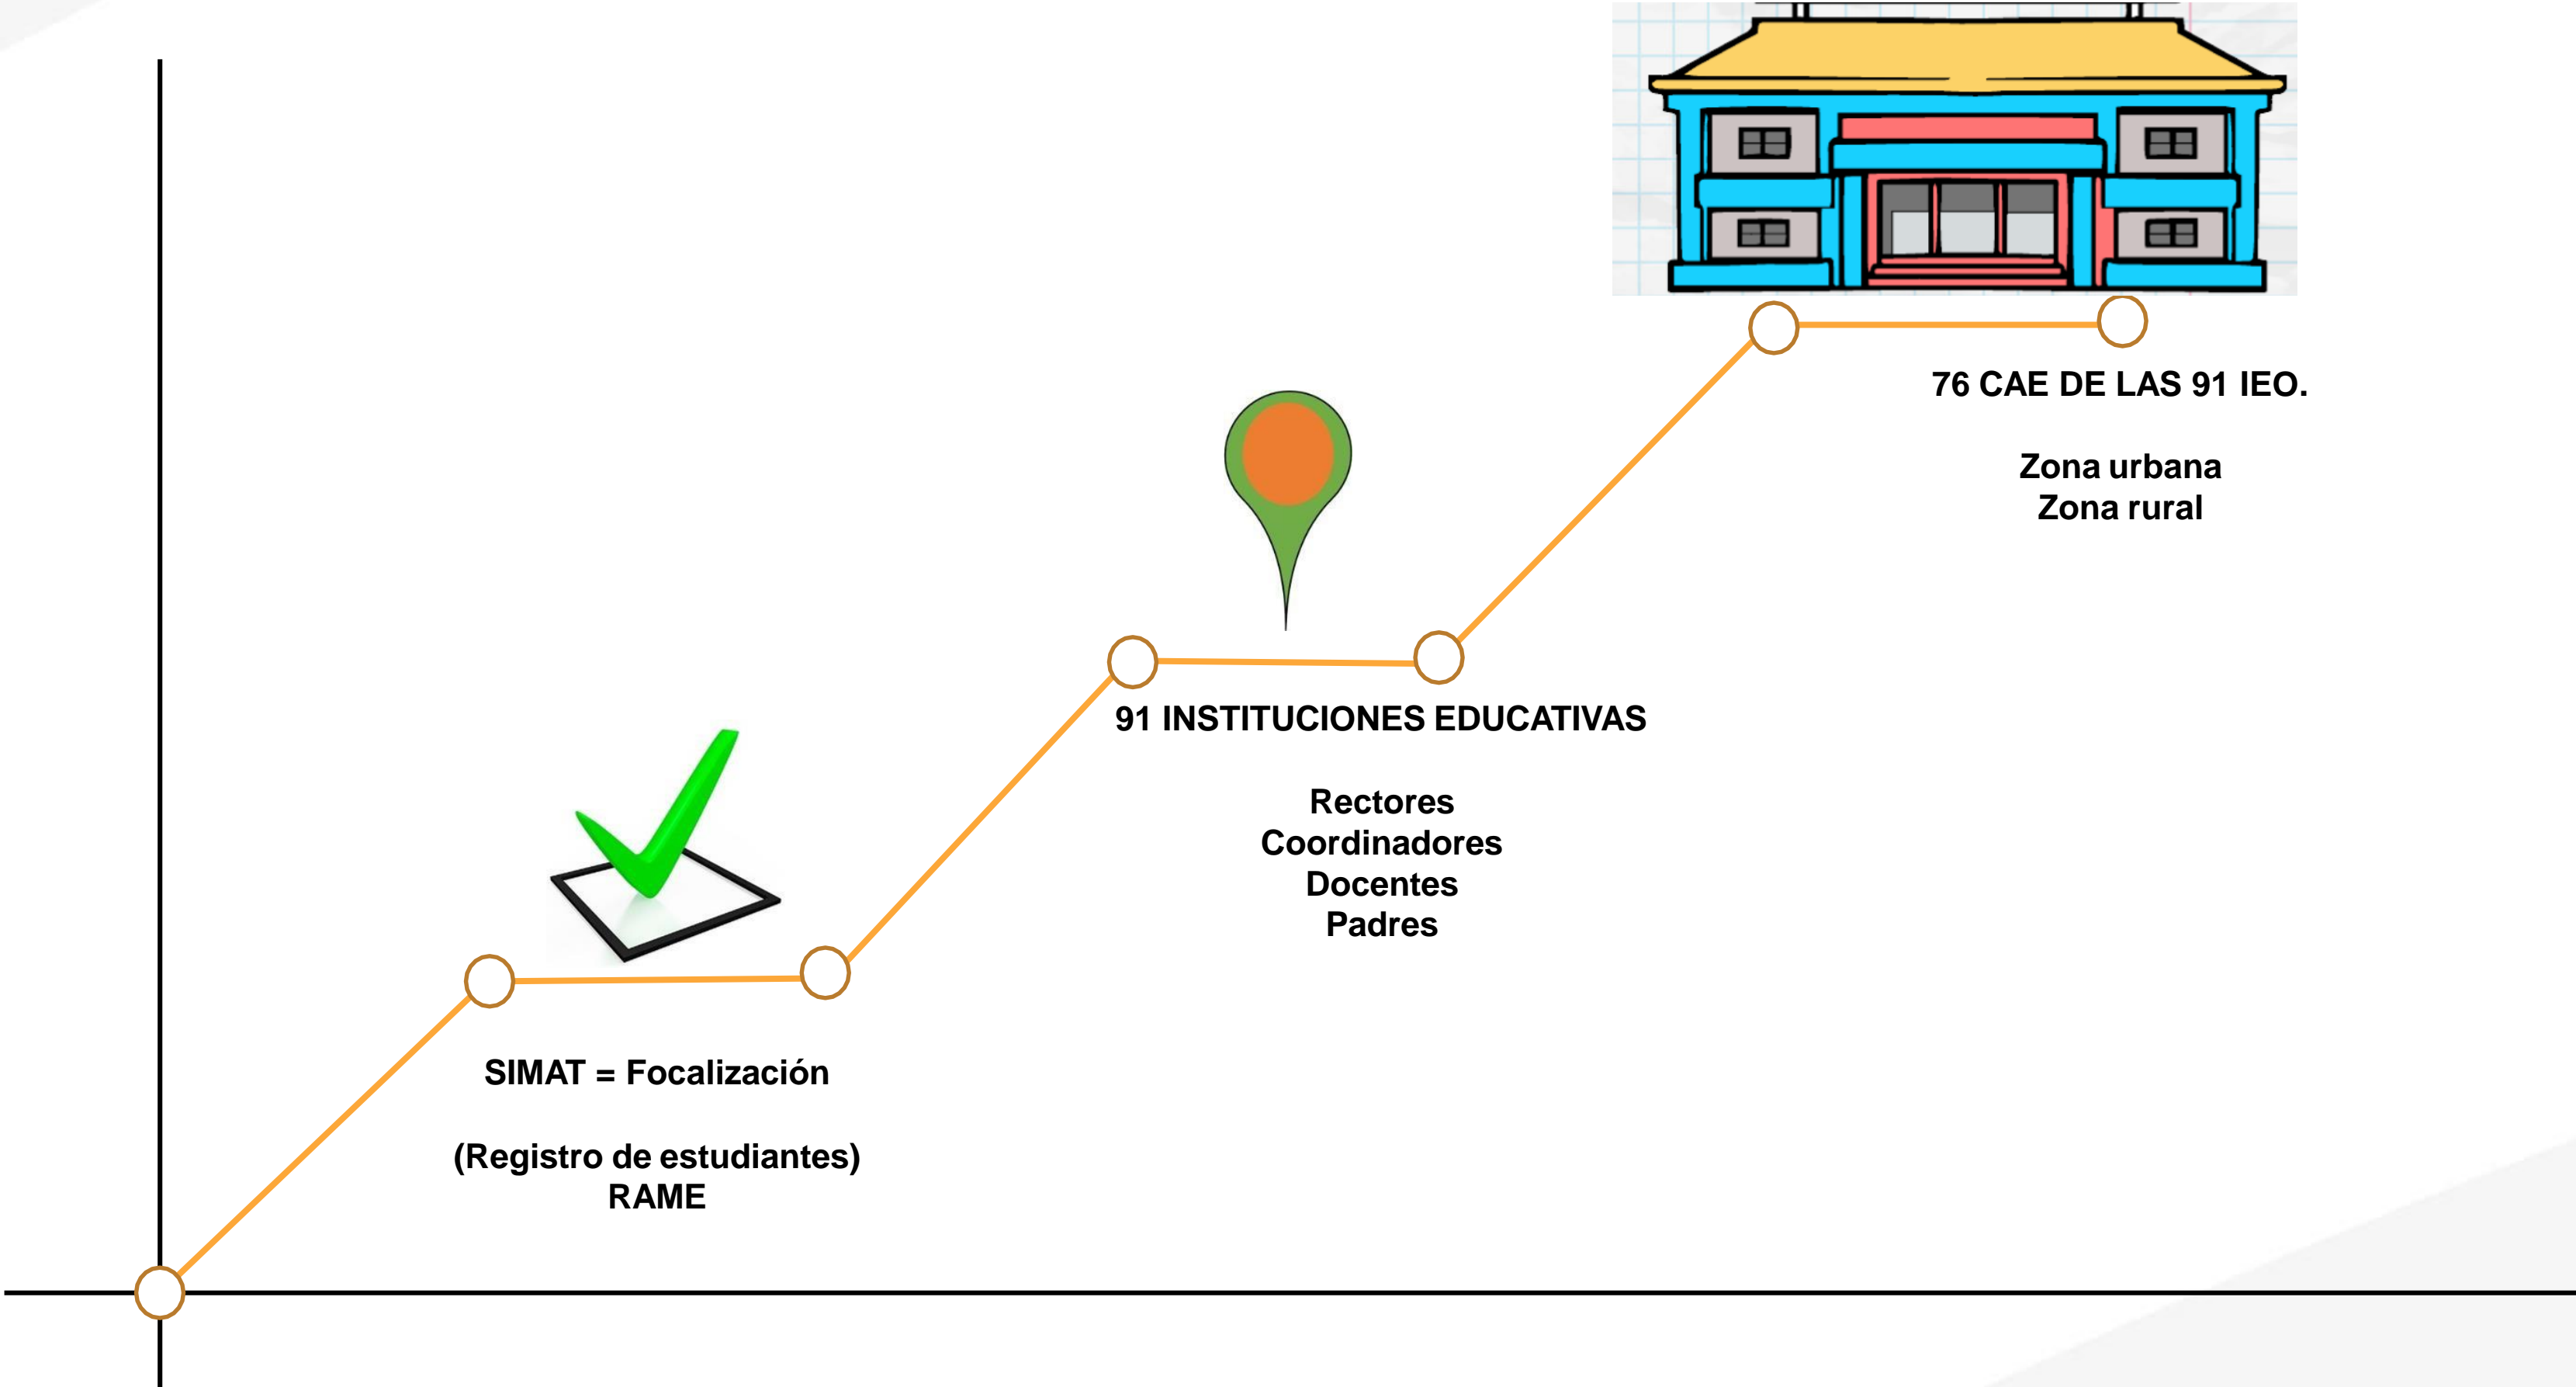 76 CAE DE LAS 91 IEO.
Zona urbana
Zona rural
91 INSTITUCIONES EDUCATIVAS
Rectores
Coordinadores
Docentes
Padres
SIMAT = Focalización
(Registro de estudiantes)
RAME